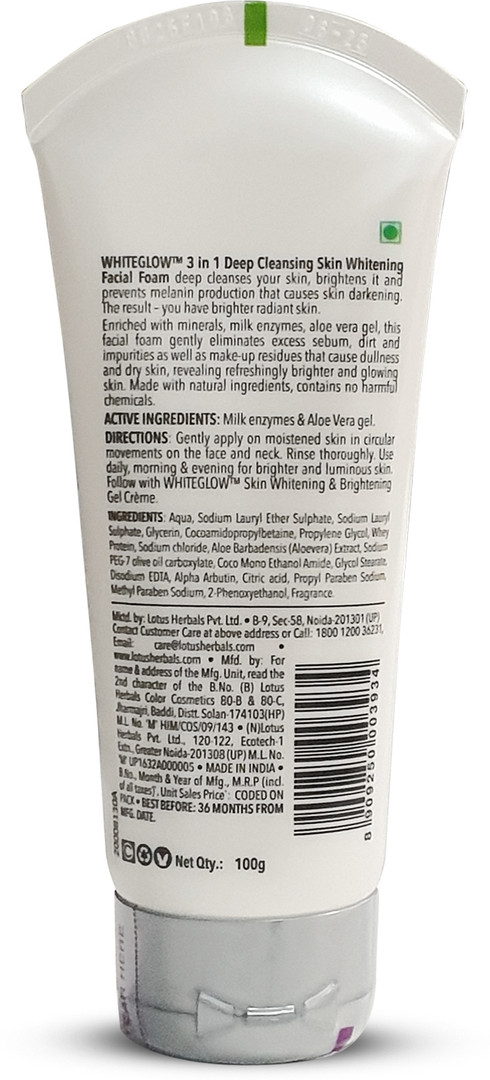 WHITEGLOW™ 3 in 1 Deep Cleansing Skin Whitening
Facial Foam deep cleanses your skin, brightens it and
prevents melanin production that causes skin darkening.
The result – you have brighter radiant skin.
Enriched with minerals, milk enzymes, aloe vera gel, this
facial foam gently eliminates excess sebum, dirt and
impurities as well as make-up residues that cause dullness
and dry skin, revealing refreshingly brighter and glowing
skin. Made with natural ingredients, contains no harmful
chemicals.
ACTIVE INGREDIENTS: Milk enzymes & Aloe Vera gel.
DIRECTIONS: Gently apply on moistened skin in circular
movements on the face and neck. Rinse thoroughly. Use
daily, morning & evening for brighter and luminous skin.
Follow with WHITEGLOW™ Skin Whitening & Brightening
Gel Crème.
INGREDIENTS: Aqua, Sodium Lauryl Ether Sulphate, Sodium Lauryl
Sulphate, Glycerin, Cocoamidopropylbetaine, Propylene Glycol, Whey
Protein, Sodium chloride, Aloe Barbadensis (Aloevera) Extract, Sodium
PEG-7 olive oil carboxylate, Coco Mono Ethanol Amide, Glycol Stearate,
Disodium EDTA, Alpha Arbutin, Citric acid, Propyl Paraben Sodium,
Methyl Paraben Sodium, 2-Phenoxyethanol, Fragrance.
Mktd. by: Lotus Herbals Pvt. Ltd. • B-9, Sec-58, Noida-201301 (UP)
Contact Customer Care at above address or Call: 1800 1200 36231,
Email: care@lotusherbals.com •
www.lotusherbals.com • Mfd. by: For
name & address of the Mfg. Unit, read the
2nd character of the B.No. (B) Lotus
Herbals Color Cosmetics 80-B & 80-C,
Jharmajri, Baddi, Distt. Solan-174103(HP)
M.L No. 'M' HIM/COS/09/143 • (N)Lotus
Herbals Pvt. Ltd., 120-122, Ecotech-1
Extn., Greater Noida-201308 (UP) M.L. No.
'M' UP1632A000005 • MADE IN INDIA •
B.No., Month & Year of Mfg., M.R.P (incl.
of all taxes), Unit Sales Price : CODED ON
PACK • BEST BEFORE: 36 MONTHS FROM
MFG. DATE.
8 909250 003934
20008130A
Net Qty.: 100g